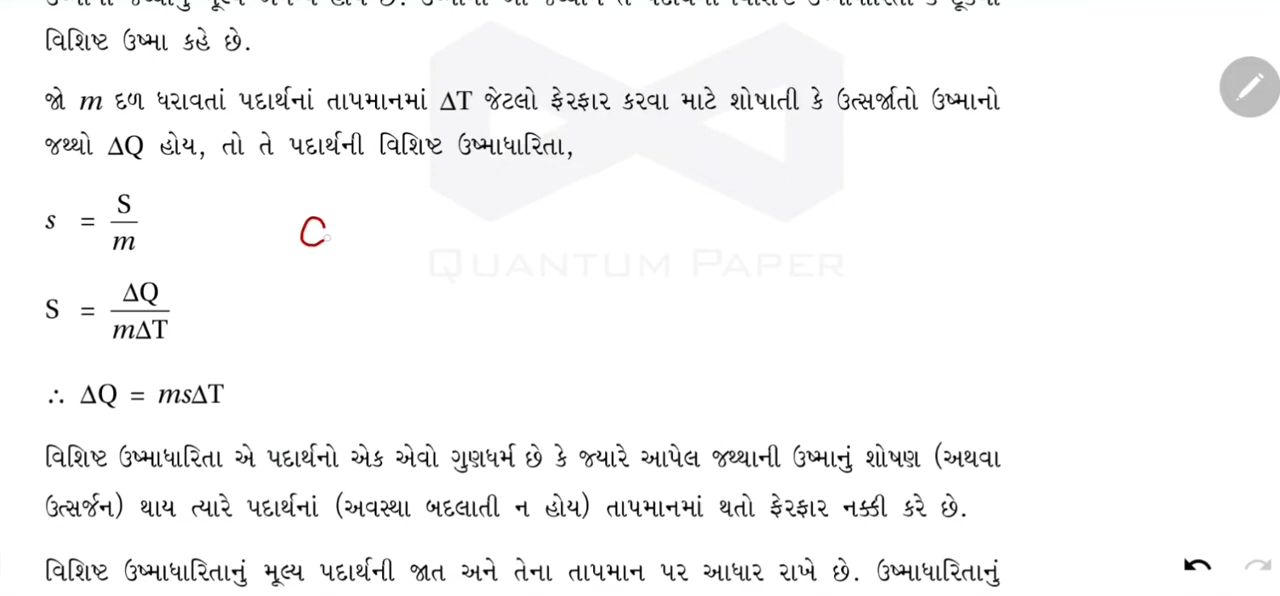 વિશિષ્ટ ઉષ્મા કહે છે.
જો m દળ ધરાવતાં પદાર્થનાં તાપમાનમાં ΔT જેટલો ફેરફાર કરવા માટે શોષાતી કે ઉત્સર્જાતો ઉષ્માનો
જથ્થો ΔQ હોય, તો તે પદાર્થની વિશિષ્ટ ઉષ્માધારિતા,
s = S/m
C
QUANTUM PAPER
S = ΔQ/mΔT
∴ ΔQ = msΔT
વિશિષ્ટ ઉષ્માધારિતા એ પદાર્થનો એક એવો ગુણધર્મ છે કે જ્યારે આપેલ જથ્થાની ઉષ્માનું શોષણ (અથવા
ઉત્સર્જન) થાય ત્યારે પદાર્થનાં (અવસ્થા બદલાતી ન હોય) તાપમાનમાં થતો ફેરફાર નક્કી કરે છે.
વિશિષ્ટ ઉષ્માધારિતાનું મૂલ્ય પદાર્થની જાત અને તેના તાપમાન પર આધાર રાખે છે. ઉષ્માધારિતાનું